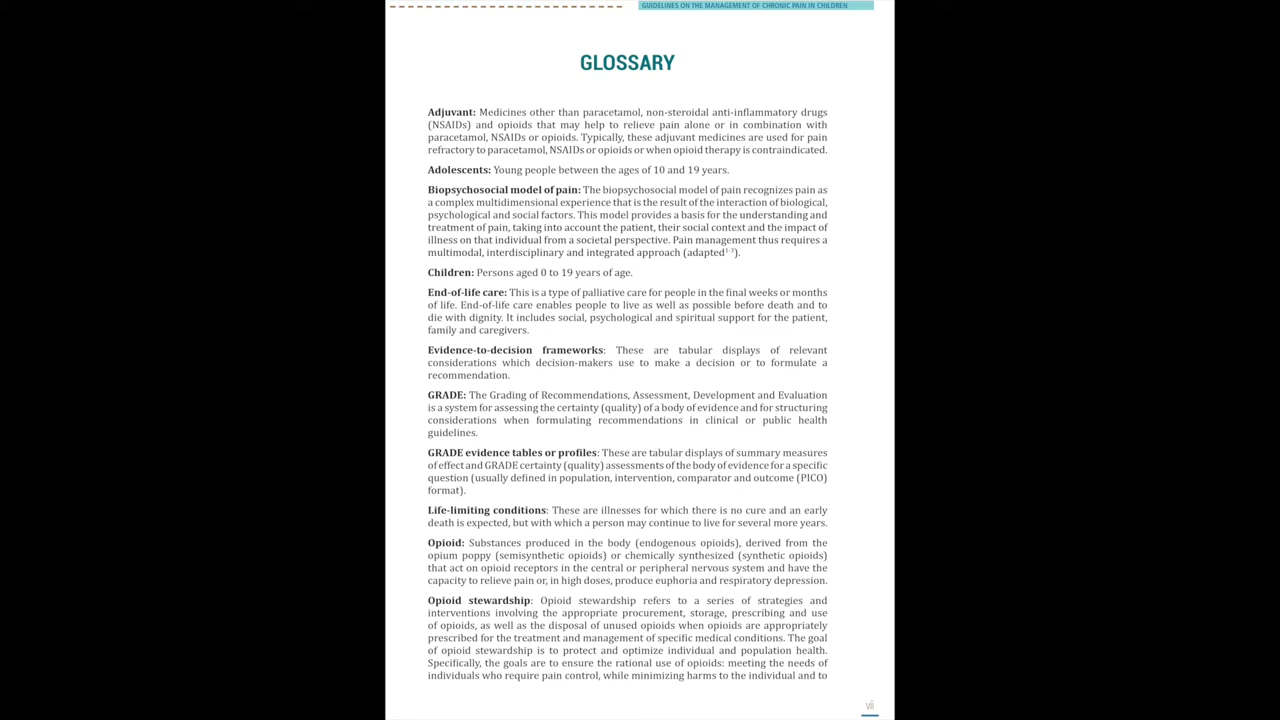 GUIDELINES ON THE MANAGEMENT OF CHRONIC PAIN IN CHILDREN
GLOSSARY
Adjuvant: Medicines other than paracetamol, non-steroidal anti-inflammatory drugs
(NSAIDs) and opioids that may help to relieve pain alone or in combination with
paracetamol, NSAIDs or opioids. Typically, these adjuvant medicines are used for pain
refractory to paracetamol, NSAIDs or opioids or when opioid therapy is contraindicated.
Adolescents: Young people between the ages of 10 and 19 years.
Biopsychosocial model of pain: The biopsychosocial model of pain recognizes pain as
a complex multidimensional experience that is the result of the interaction of biological,
psychological and social factors. This model provides a basis for the understanding and
treatment of pain, taking into account the patient, their social context and the impact of
illness on that individual from a societal perspective. Pain management thus requires a
multimodal, interdisciplinary and integrated approach (adapted1-3).
Children: Persons aged 0 to 19 years of age.
End-of-life care: This is a type of palliative care for people in the final weeks or months
of life. End-of-life care enables people to live as well as possible before death and to
die with dignity. It includes social, psychological and spiritual support for the patient,
family and caregivers.
Evidence-to-decision frameworks: These are tabular displays of relevant
considerations which decision-makers use to make a decision or to formulate a
recommendation.
GRADE: The Grading of Recommendations, Assessment, Development and Evaluation
is a system for assessing the certainty (quality) of a body of evidence and for structuring
considerations when formulating recommendations in clinical or public health
guidelines.
GRADE evidence tables or profiles: These are tabular displays of summary measures
of effect and GRADE certainty (quality) assessments of the body of evidence for a specific
question (usually defined in population, intervention, comparator and outcome (PICO)
format).
Life-limiting conditions: These are illnesses for which there is no cure and an early
death is expected, but with which a person may continue to live for several more years.
Opioid: Substances produced in the body (endogenous opioids), derived from the
opium poppy (semisynthetic opioids) or chemically synthesized (synthetic opioids)
that act on opioid receptors in the central or peripheral nervous system and have the
capacity to relieve pain or, in high doses, produce euphoria and respiratory depression.
Opioid stewardship: Opioid stewardship refers to a series of strategies and
interventions involving the appropriate procurement, storage, prescribing and use
of opioids, as well as the disposal of unused opioids when opioids are appropriately
prescribed for the treatment and management of specific medical conditions. The goal
of opioid stewardship is to protect and optimize individual and population health.
Specifically, the goals are to ensure the rational use of opioids: meeting the needs of
individuals who require pain control, while minimizing harms to the individual and to
vii